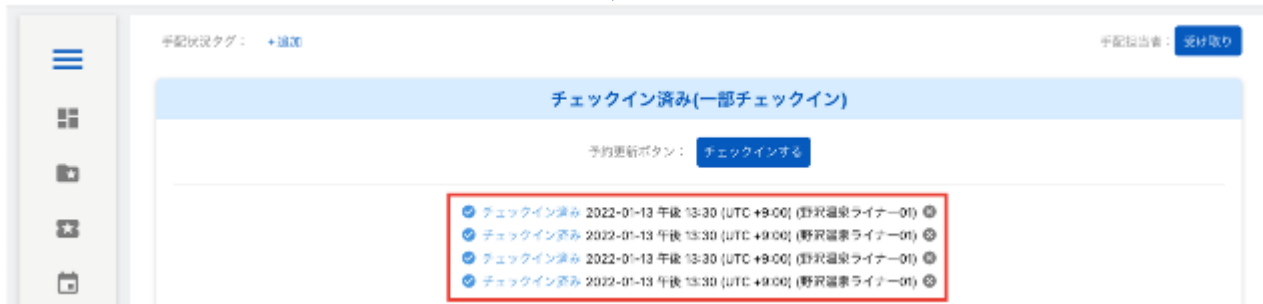 手配状況タグ： +追加
手配担当者： 受け取り
チェックイン済み(一部チェックイン)
予約更新ボタン： チェックインする
チェックイン済み 2022-01-13 午後 13:30 (UTC +9:00) (野沢温泉ライナー01)
チェックイン済み 2022-01-13 午後 13:30 (UTC +9:00) (野沢温泉ライナー01)
チェックイン済み 2022-01-13 午後 13:30 (UTC +9:00) (野沢温泉ライナー01)
チェックイン済み 2022-01-13 午後 13:30 (UTC +9:00) (野沢温泉ライナー01)